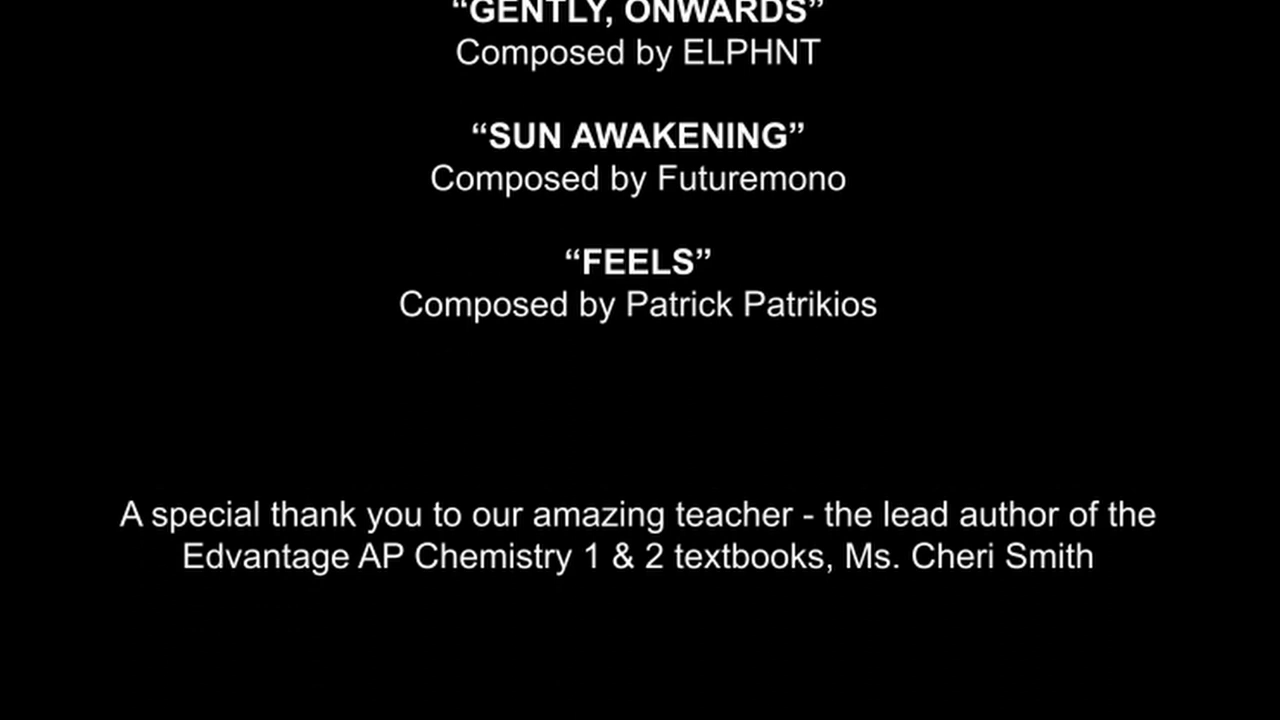 “GENTLY, ONWARDS”
Composed by ELPHNT
“SUN AWAKENING”
Composed by Futuremono
“FEELS”
Composed by Patrick Patrikios
A special thank you to our amazing teacher - the lead author of the
Edvantage AP Chemistry 1 & 2 textbooks, Ms. Cheri Smith